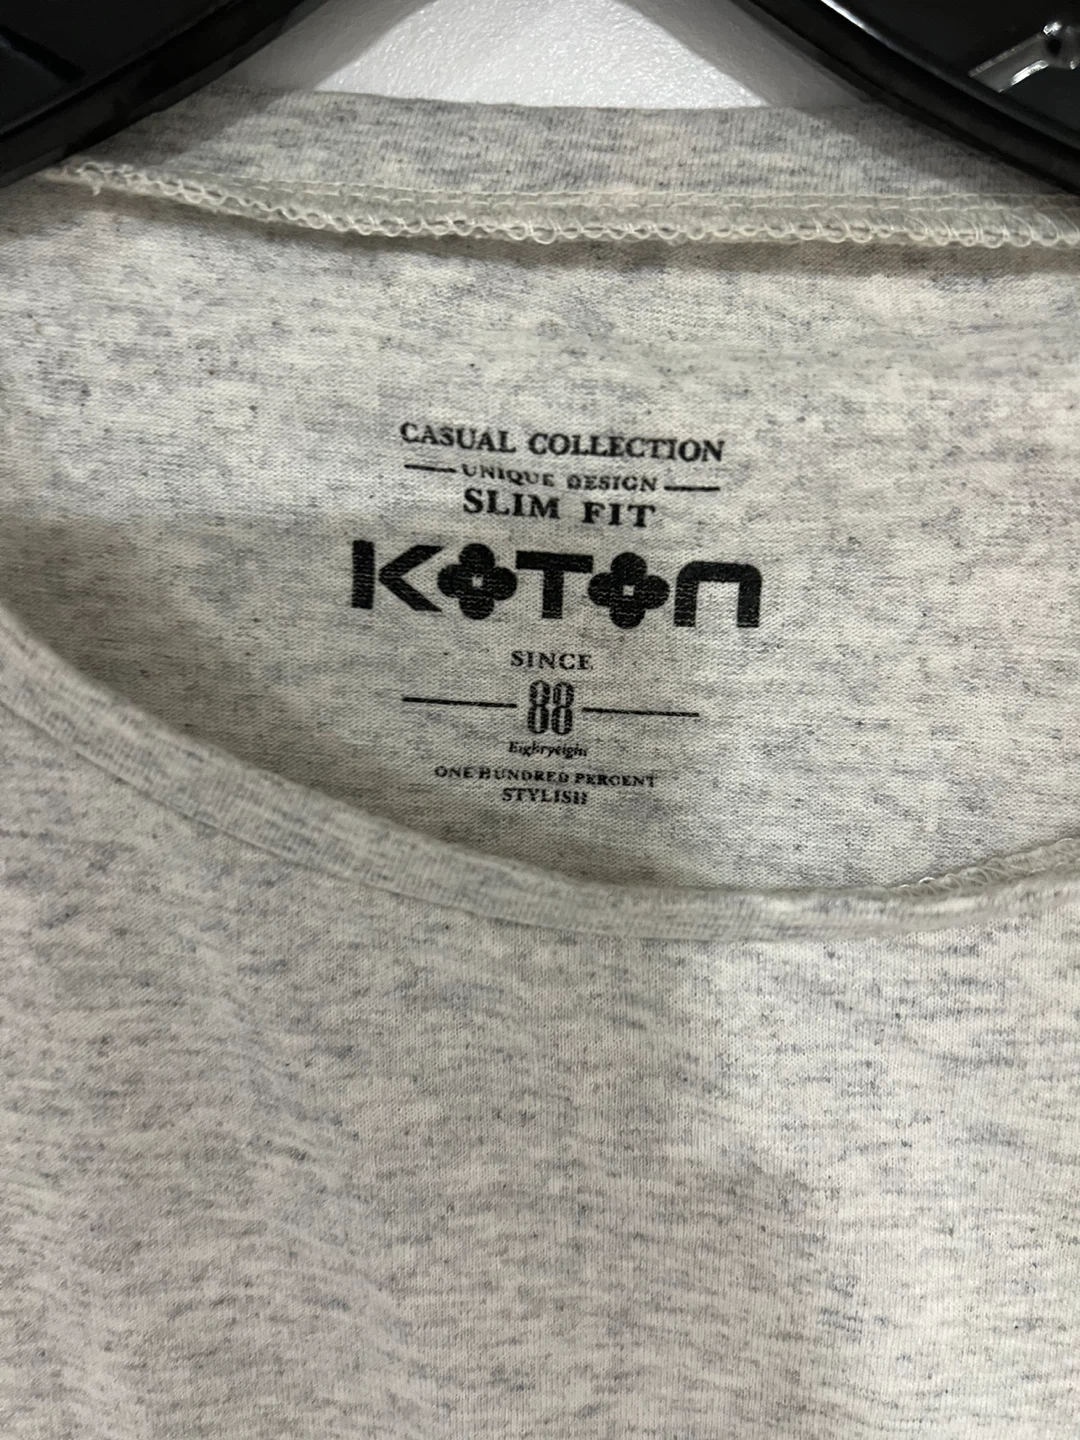 CASUAL COLLECTION
UNIQUE DESIGN
SLIM FIT
KOTON
SINCE
88
Eightyeight
ONE HUNDRED PERCENT
STYLISH